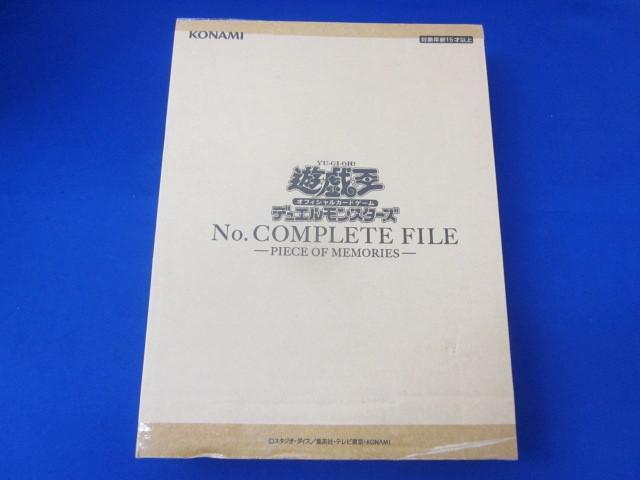 KONAMI
対象年齢15才以上
YU-GI-OH!
遊戯王
オフィシャルカードゲーム
デュエルモンスターズ
No. COMPLETE FILE
—PIECE OF MEMORIES—
©スタジオ・ダイス／集英社・テレビ東京・KONAMI